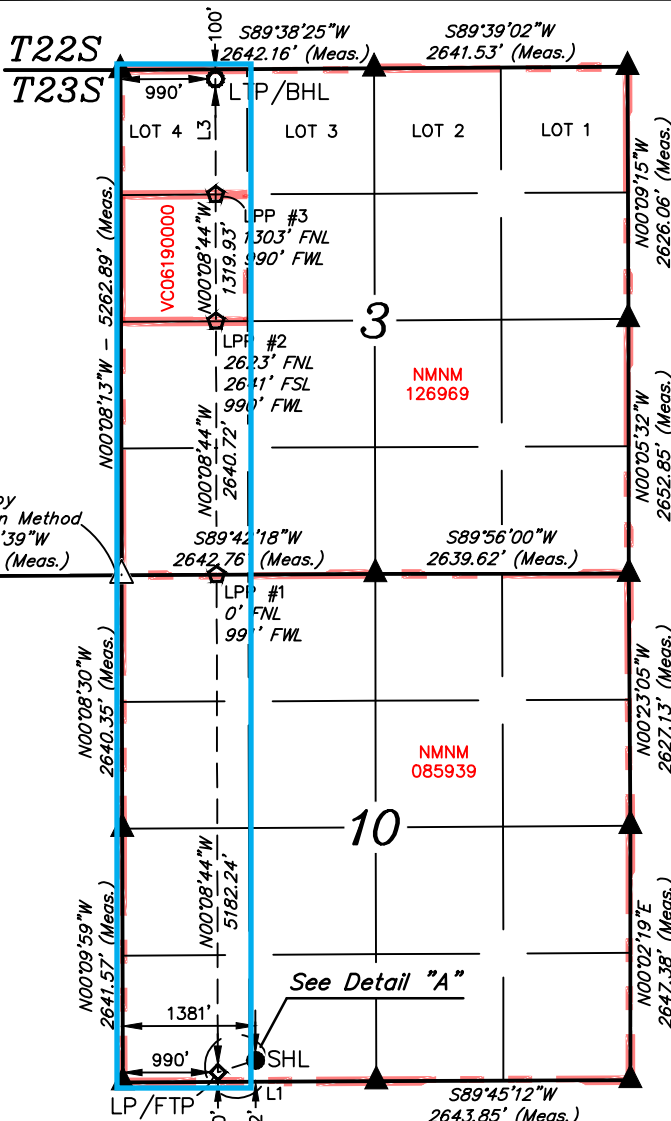 S89°38'25"W
2642.16' (Meas.)
S89°39'02"W
2641.53' (Meas.)
100'
T22S
T23S
990'
LTP/BHL
LOT 4
L3
LOT 3
LOT 2
LOT 1
N00°09'15"W
2626.06' (Meas.)
N00°08'13"W - 5262.89' (Meas.)
VC06190000
N00°08'44"W
1319.93'
LPP #3
1303' FNL
990' FWL
3
LPP #2
2623' FNL
2641' FSL
990' FWL
NMNM
126969
N00°08'44"W
2640.72'
N00°05'32"W
2652.85' (Meas.)
by
n Method
'39"W
(Meas.)
S89°42'18"W
2642.76' (Meas.)
S89°56'00"W
2639.62' (Meas.)
LPP #1
0' FNL
991' FWL
N00°08'30"W
2640.35' (Meas.)
N00°23'05"W
2627.13' (Meas.)
NMNM
085939
10
N00°08'44"W
5182.24'
N00°09'59"W
2641.57' (Meas.)
N00°02'19"E
2647.38' (Meas.)
See Detail "A"
1381'
990'
SHL
LP/FTP
L1
S89°45'12"W
2643.85' (Meas.)